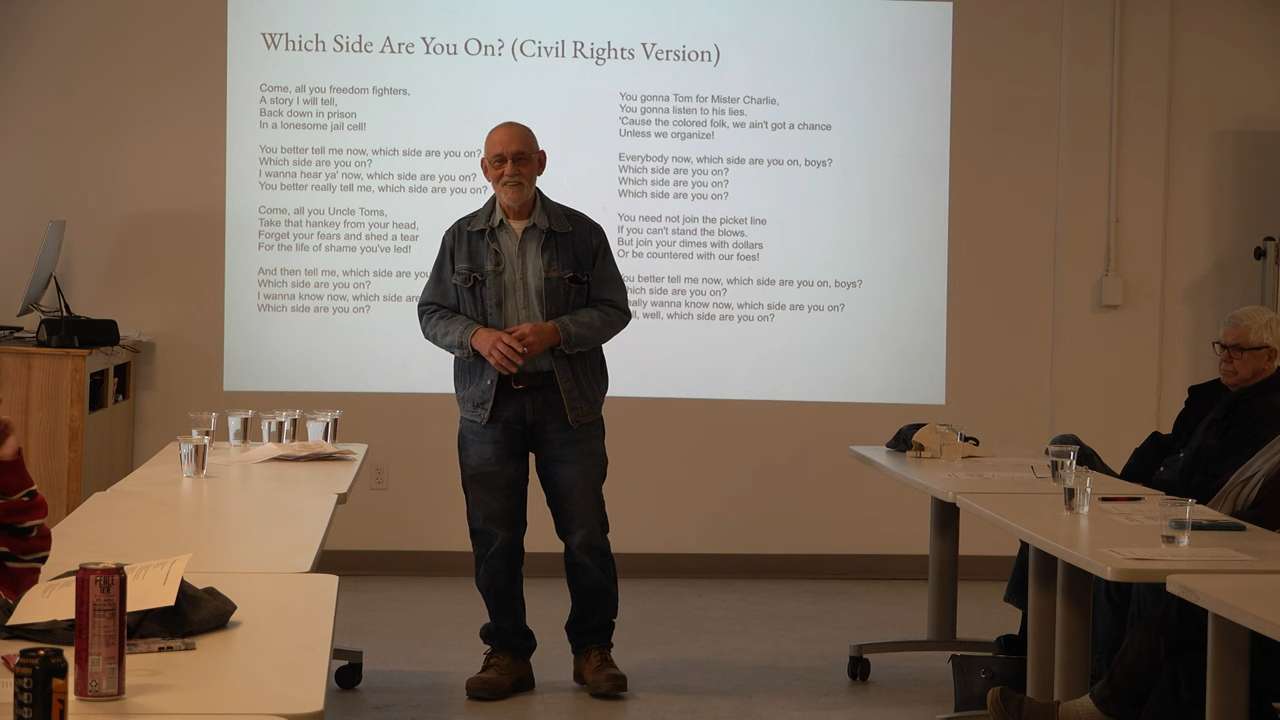 Which Side Are You On? (Civil Rights Version)
Come, all you freedom fighters,
A story I will tell,
Back down in prison
In a lonesome jail cell!
You better tell me now, which side are you on?
Which side are you on?
I wanna hear ya' now, which side are you on?
You better really tell me, which side are you on?
Come, all you Uncle Toms,
Take that hankey from your head,
Forget your fears and shed a tear
For the life of shame you've led!
And then tell me, which side are you
Which side are you on?
I wanna know now, which side are
Which side are you on?
You gonna Tom for Mister Charlie,
You gonna listen to his lies.
'Cause the colored folk, we ain't got a chance
Unless we organize!
Everybody now, which side are you on, boys?
Which side are you on?
Which side are you on?
Which side are you on?
You need not join the picket line
If you can't stand the blows.
But join your dimes with dollars
Or be countered with our foes!
You better tell me now, which side are you on, boys?
which side are you on?
really wanna know now, which side are you on?
well, which side are you on?
PEACE
TEA